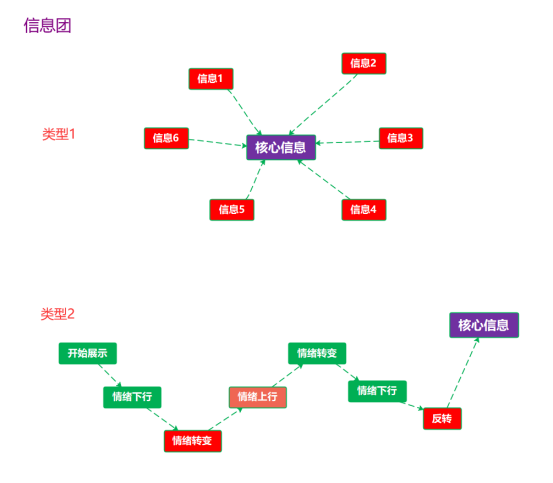 信息团
信息2
信息1
类型1
信息6
核心信息
信息3
信息5
信息4
类型2
核心信息
开始展示
情绪转变
情绪下行
情绪上行
情绪下行
反转
情绪转变